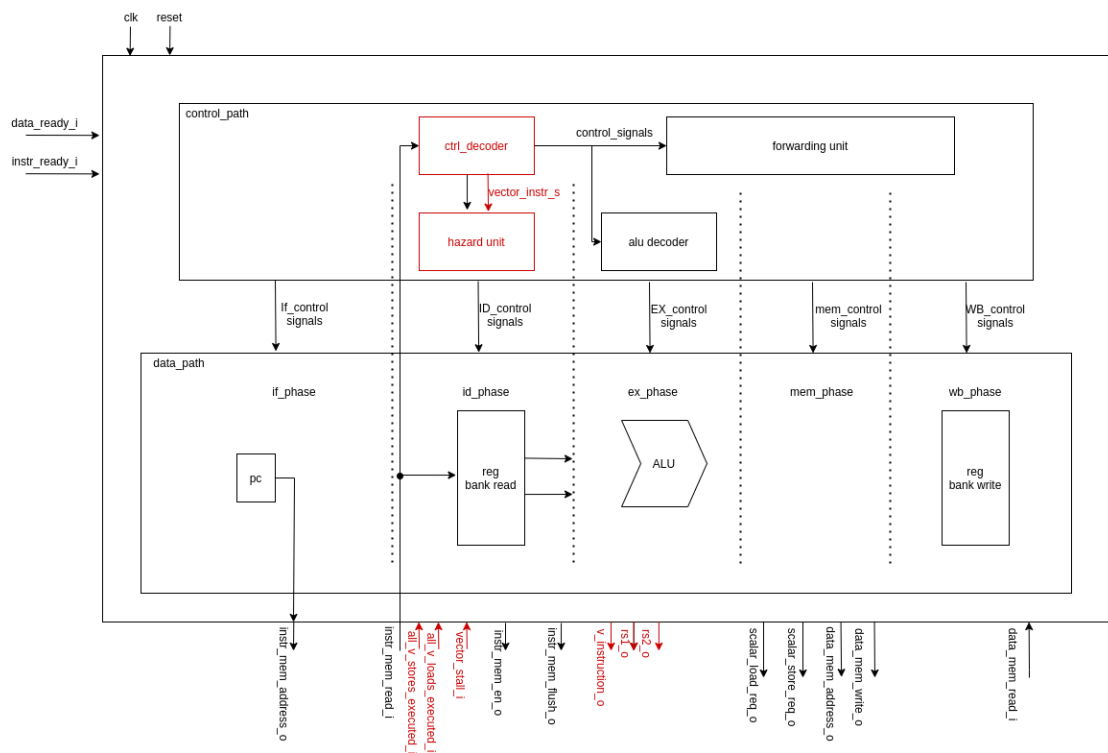 clk
reset
data_ready_i
instr_ready_i
control_path
ctrl_decoder
control_signals
forwarding unit
vector_instr_s
hazard unit
alu decoder
If_control
signals
ID_control
signals
EX_control
signals
mem_control
signals
WB_control
signals
data_path
if_phase
id_phase
ex_phase
mem_phase
wb_phase
pc
reg
bank read
ALU
reg
bank write
instr_mem_address_o
instr_mem_read_i
all_v_stores_executed_i
all_v_loads_executed_i
vector_stall_i
instr_mem_en_o
instr_mem_flush_o
v_instruction_o
rs1_o
rs2_o
scalar_load_req_o
scalar_store_req_o
data_mem_address_o
data_mem_write_o
data_mem_read_i